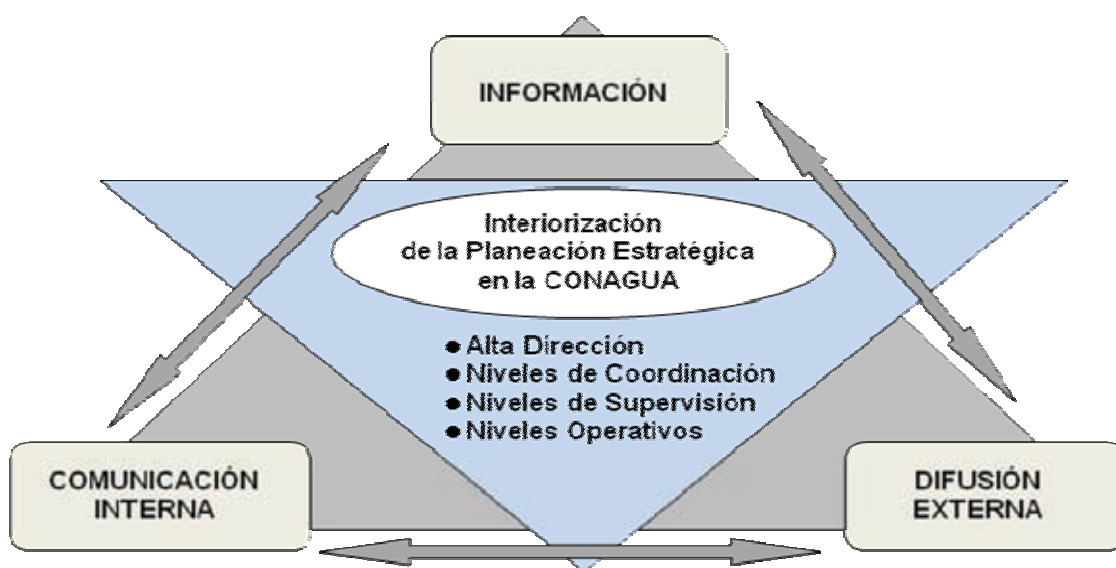 INFORMACIÓN
Interiorización
de la Planeación Estratégica
en la CONAGUA
● Alta Dirección
● Niveles de Coordinación
● Niveles de Supervisión
● Niveles Operativos
COMUNICACIÓN
INTERNA
DIFUSIÓN
EXTERNA